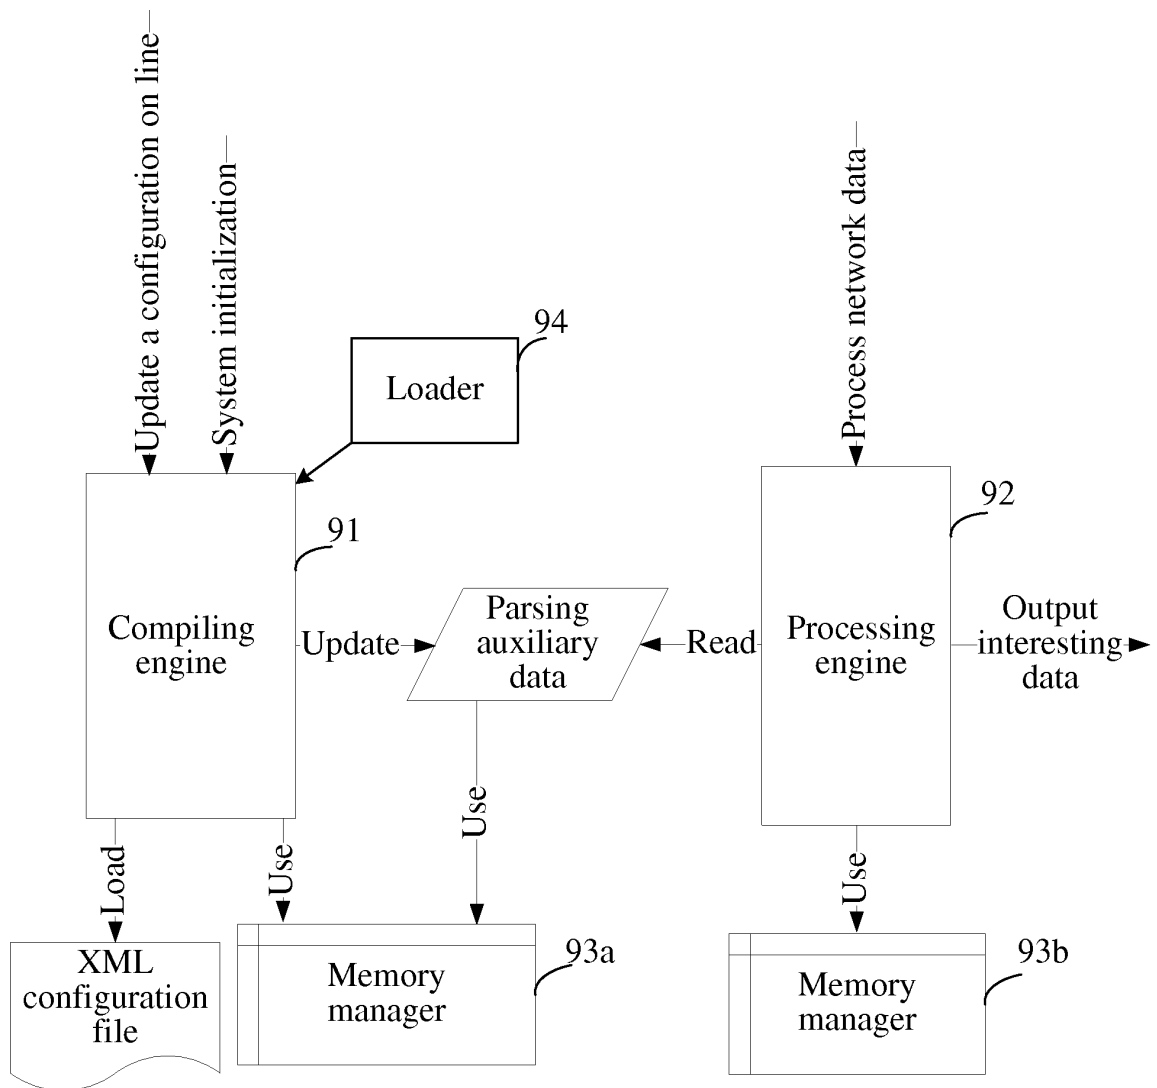 Update a configuration on line
System initialization
Process network data
94
Loader
91
92
Compiling
engine
Update
Parsing
auxiliary
data
Read
Processing
engine
Output
interesting
data
Load
Use
Use
Use
XML
configuration
file
Memory
manager
93a
Memory
manager
93b